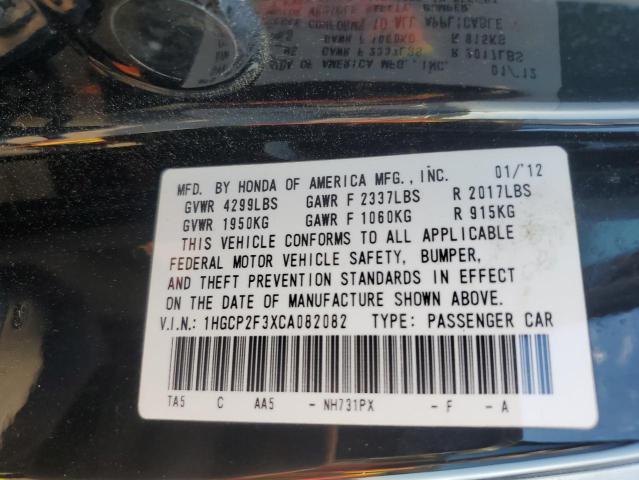 MFD. BY HONDA OF AMERICA MFG., INC. 01/'12
GVWR 4299LBS GAWR F 2337LBS R 2017LBS
GVWR 1950KG GAWR F 1060KG R 915KG
THIS VEHICLE CONFORMS TO ALL APPLICABLE
FEDERAL MOTOR VEHICLE SAFETY, BUMPER,
AND THEFT PREVENTION STANDARDS IN EFFECT
ON THE DATE OF MANUFACTURE SHOWN ABOVE.
V.I.N.: 1HGCP2F3XCA082082 TYPE: PASSENGER CAR
TA5 C AA5 - NH731PX - F - A